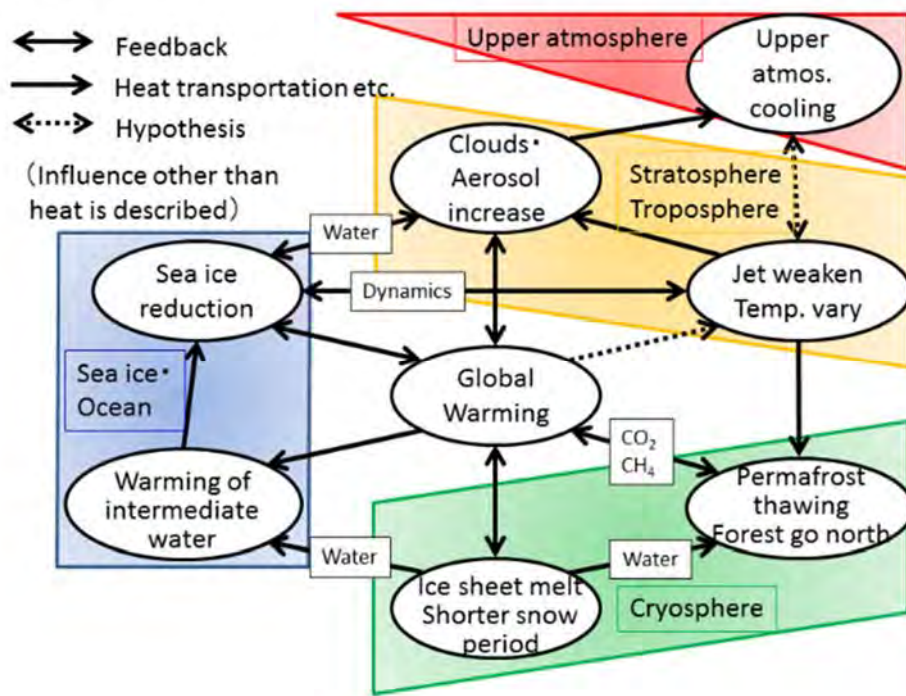 Feedback
Heat transportation etc.
Hypothesis
（Influence other than
heat is described）
Upper atmosphere
Upper
atmos.
cooling
Clouds・
Aerosol
increase
Stratosphere
Troposphere
Water
Sea ice
reduction
Dynamics
Jet weaken
Temp. vary
Sea ice・
Ocean
Global
Warming
CO₂
CH₄
Warming of
intermediate
water
Permafrost
thawing
Forest go north
Water
Water
Ice sheet melt
Shorter snow
period
Cryosphere